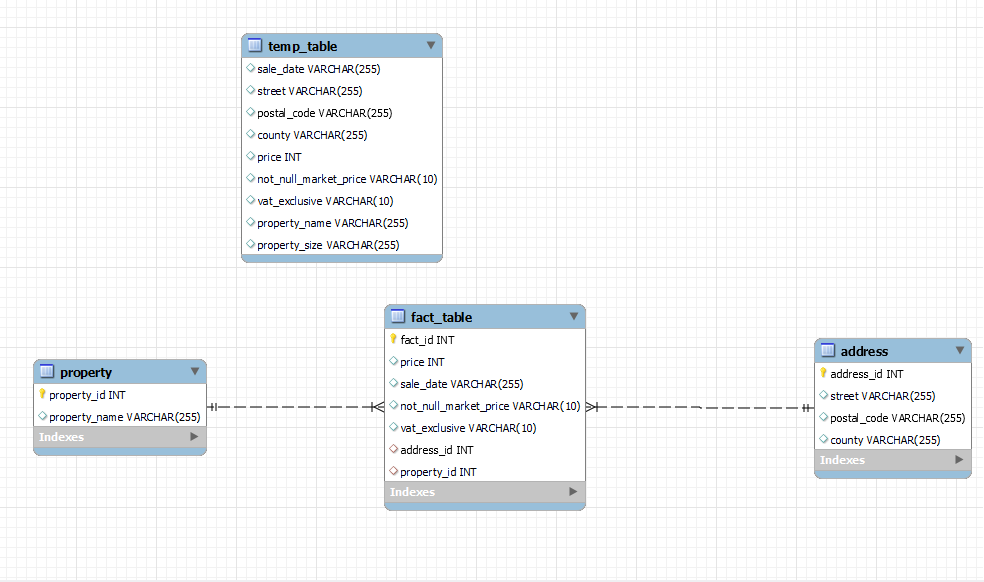 temp_table
sale_date VARCHAR(255)
street VARCHAR(255)
postal_code VARCHAR(255)
county VARCHAR(255)
price INT
not_null_market_price VARCHAR(10)
vat_exclusive VARCHAR(10)
property_name VARCHAR(255)
property_size VARCHAR(255)
property
property_id INT
property_name VARCHAR(255)
Indexes
fact_table
fact_id INT
price INT
sale_date VARCHAR(255)
not_null_market_price VARCHAR(10)
vat_exclusive VARCHAR(10)
address_id INT
property_id INT
Indexes
address
address_id INT
street VARCHAR(255)
postal_code VARCHAR(255)
county VARCHAR(255)
Indexes